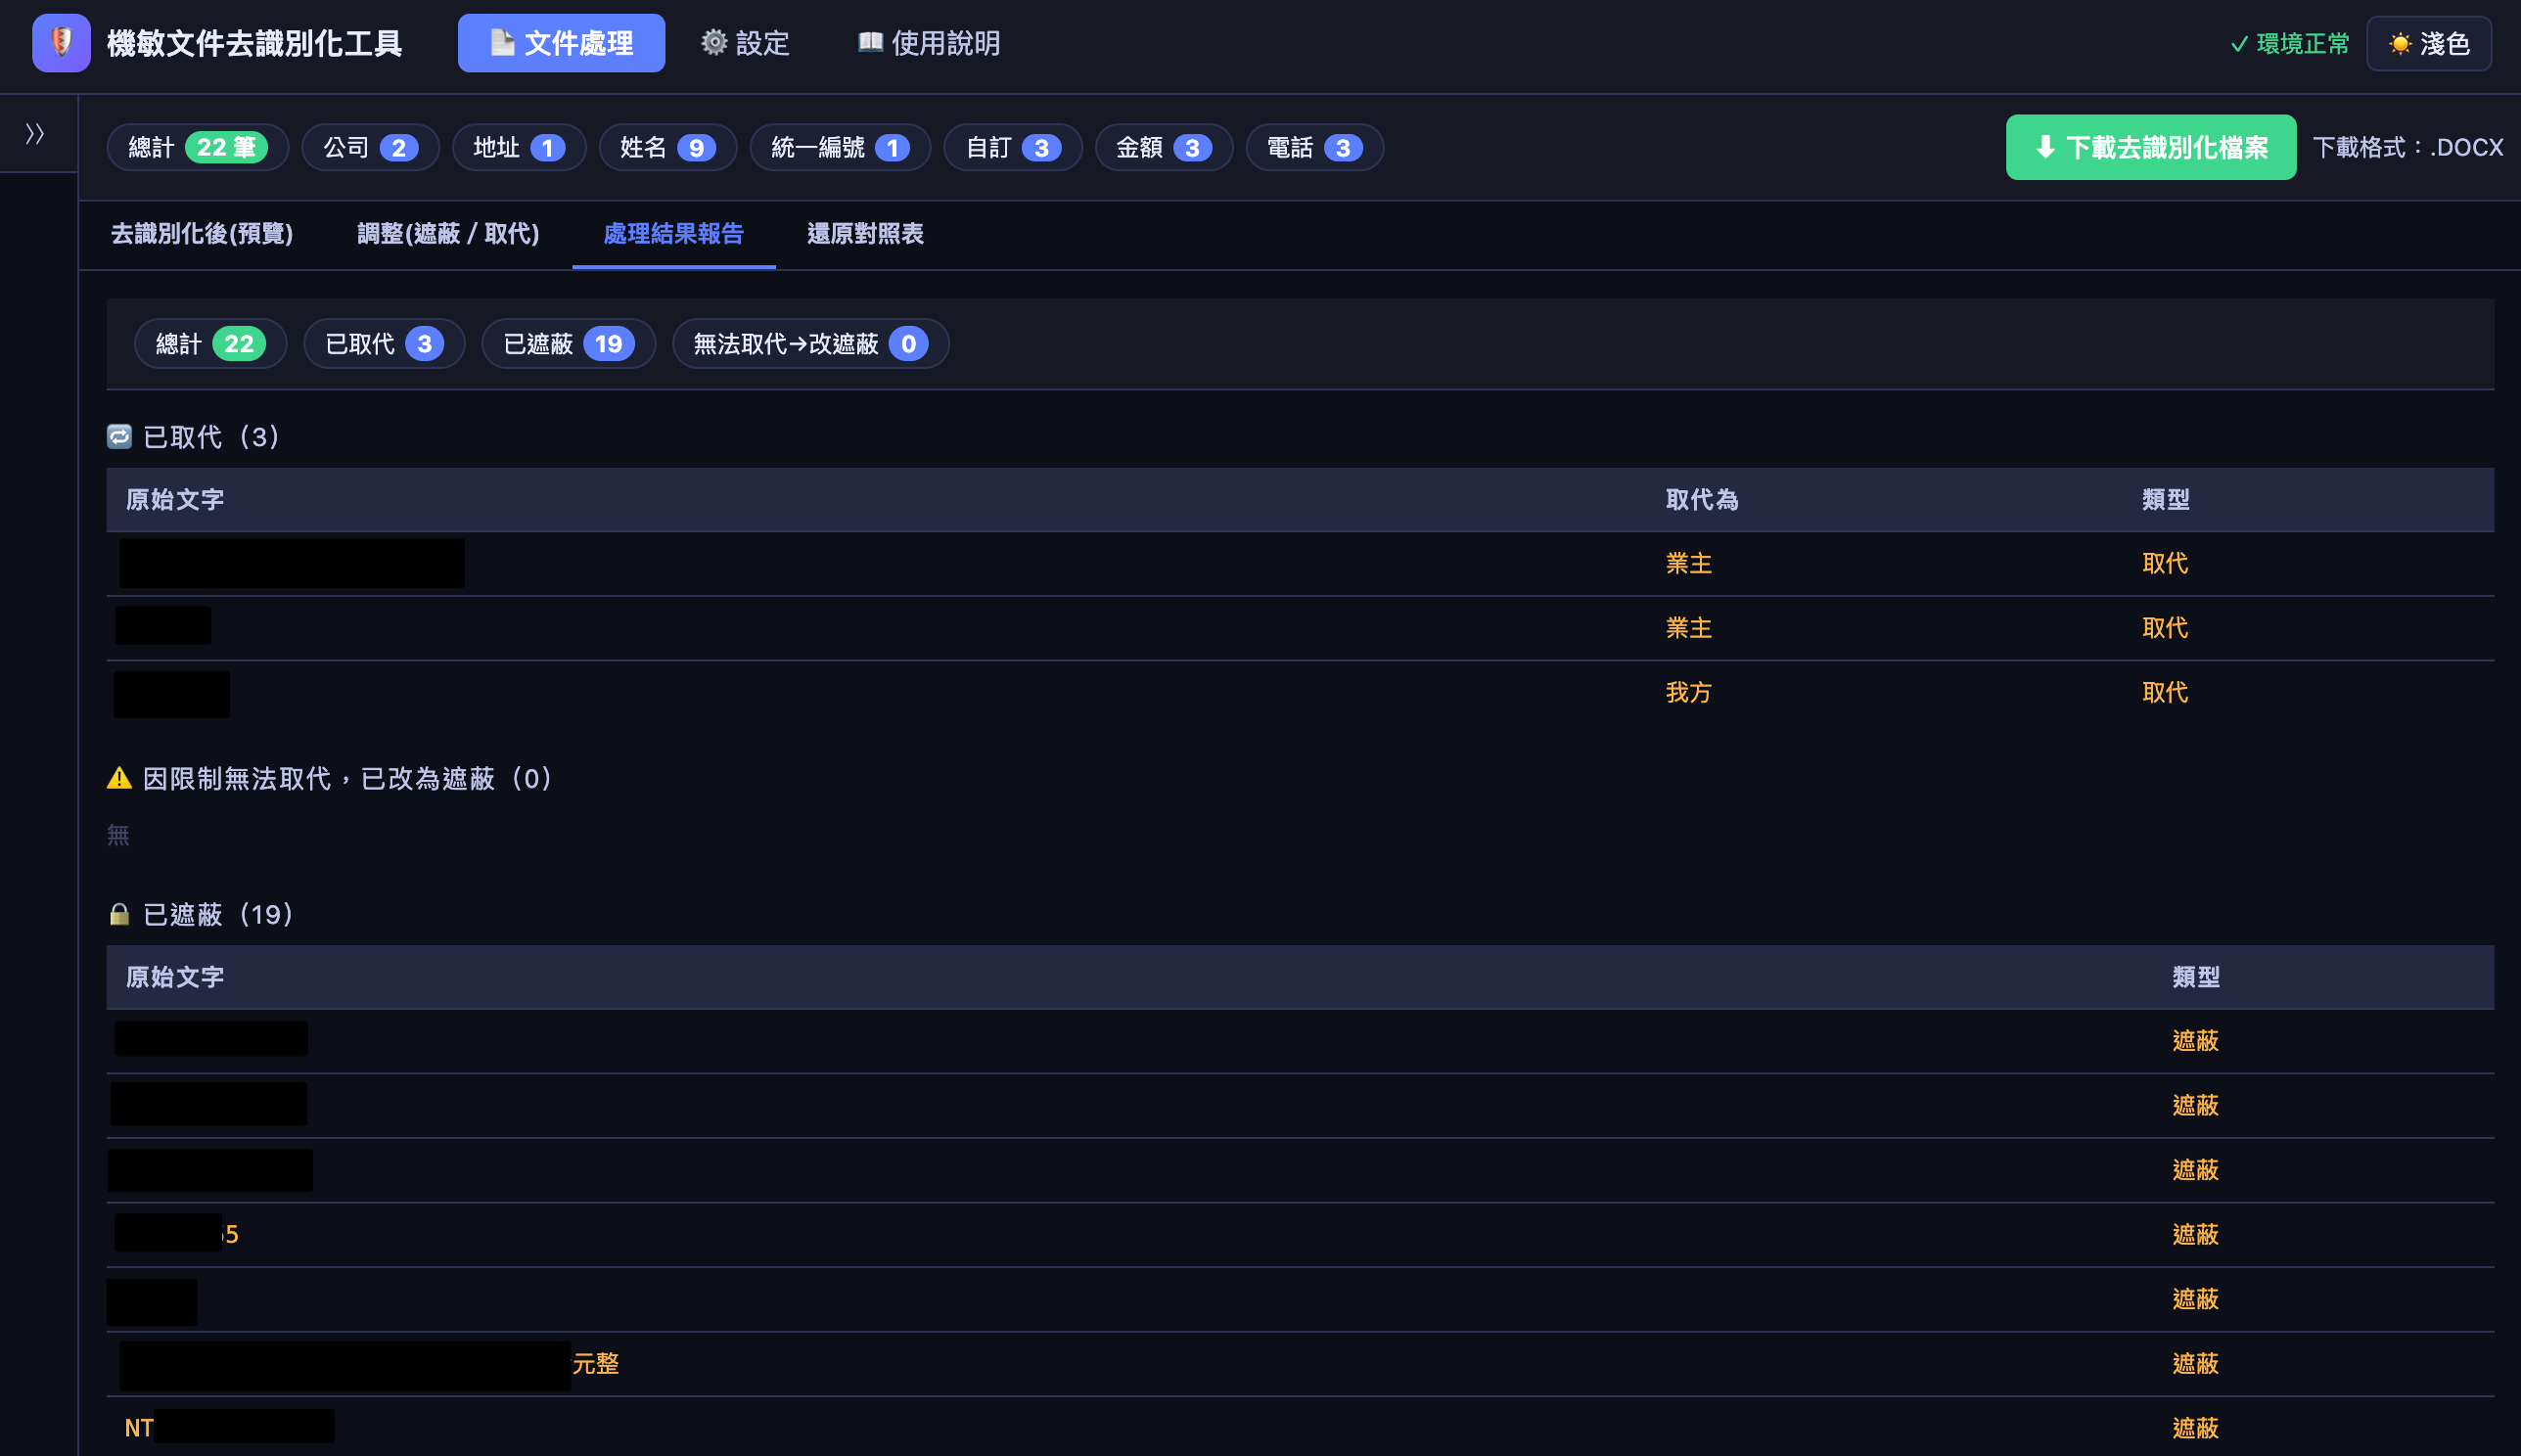 機敏文件去識別化工具 文件處理 設定 使用說明 ✓ 環境正常 淺色
總計 22 筆 公司 2 地址 1 姓名 9 統一編號 1 自訂 3 金額 3 電話 3 下載去識別化檔案 下載格式：.DOCX
去識別化後(預覽) 調整(遮蔽 / 取代) 處理結果報告 還原對照表
總計 22 已取代 3 已遮蔽 19 無法取代→改遮蔽 0
已取代（3）
原始文字 取代為 類型
業主 取代
業主 取代
我方 取代
因限制無法取代，已改為遮蔽（0）
無
已遮蔽（19）
原始文字 類型
遮蔽
遮蔽
遮蔽
5 遮蔽
遮蔽
元整 遮蔽
NT 遮蔽